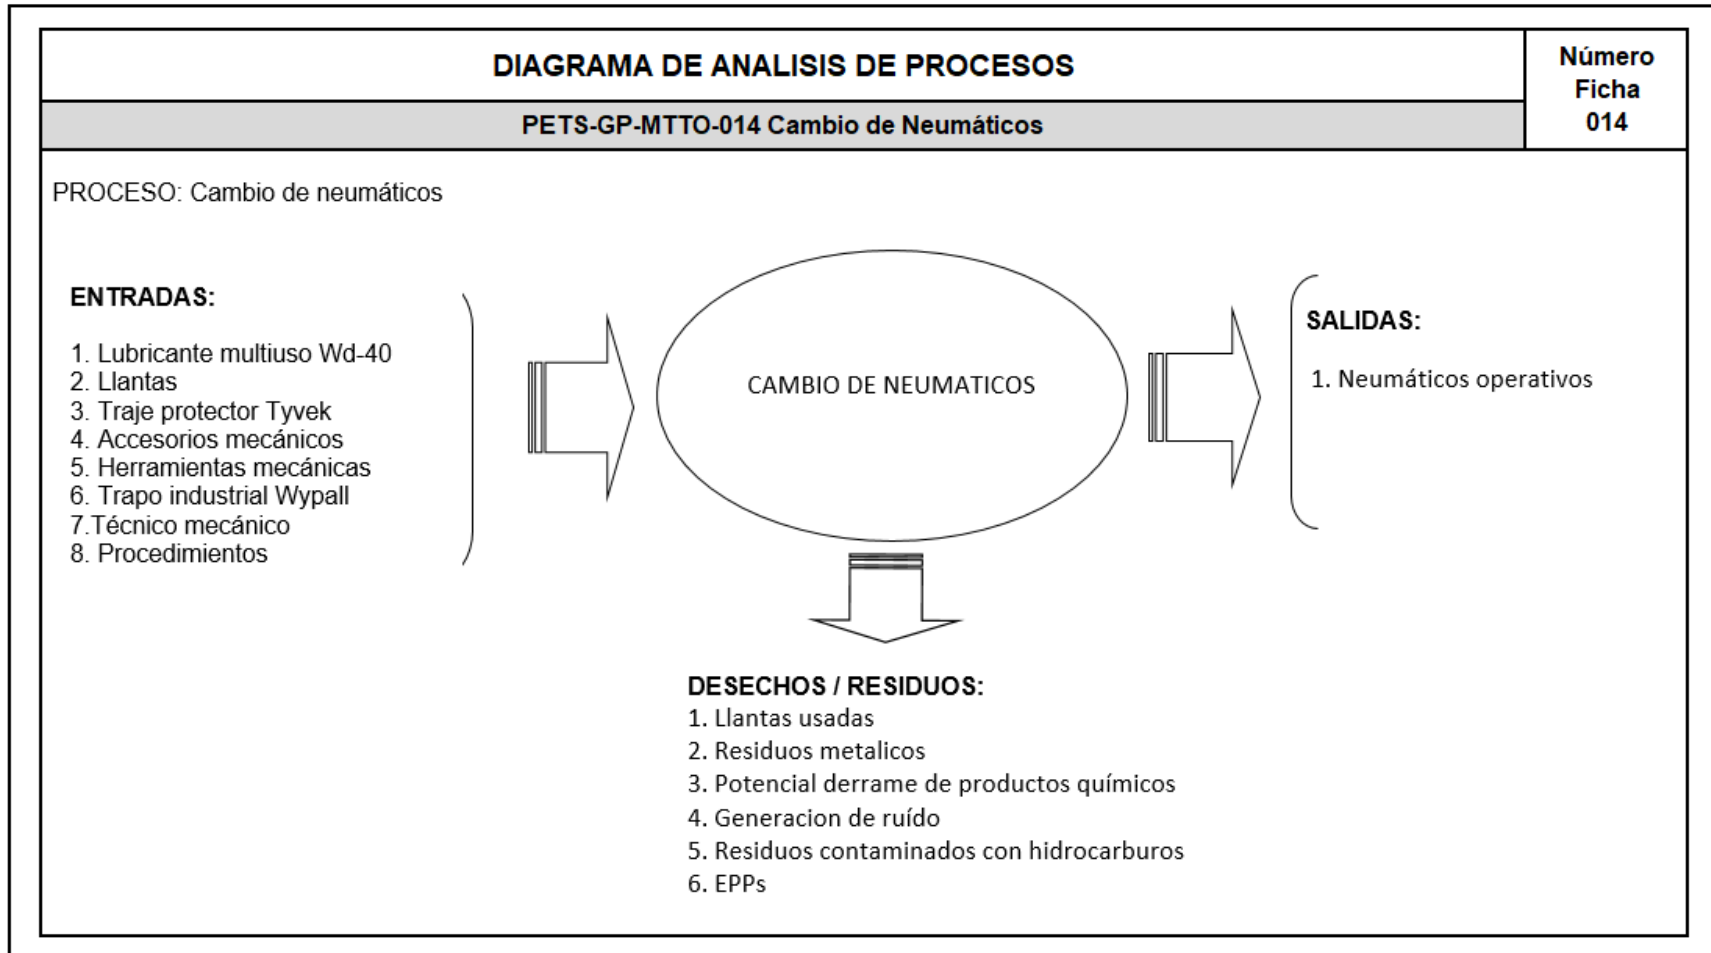 DIAGRAMA DE ANALISIS DE PROCESOS
PETS-GP-MTTO-014 Cambio de Neumáticos
Número
Ficha
014
PROCESO: Cambio de neumáticos
ENTRADAS:
1. Lubricante multiuso Wd-40
2. Llantas
3. Traje protector Tyvek
4. Accesorios mecánicos
5. Herramientas mecánicas
6. Trapo industrial Wypall
7.Técnico mecánico
8. Procedimientos
CAMBIO DE NEUMATICOS
SALIDAS:
1. Neumáticos operativos
DESECHOS / RESIDUOS:
1. Llantas usadas
2. Residuos metalicos
3. Potencial derrame de productos químicos
4. Generacion de ruído
5. Residuos contaminados con hidrocarburos
6. EPPs